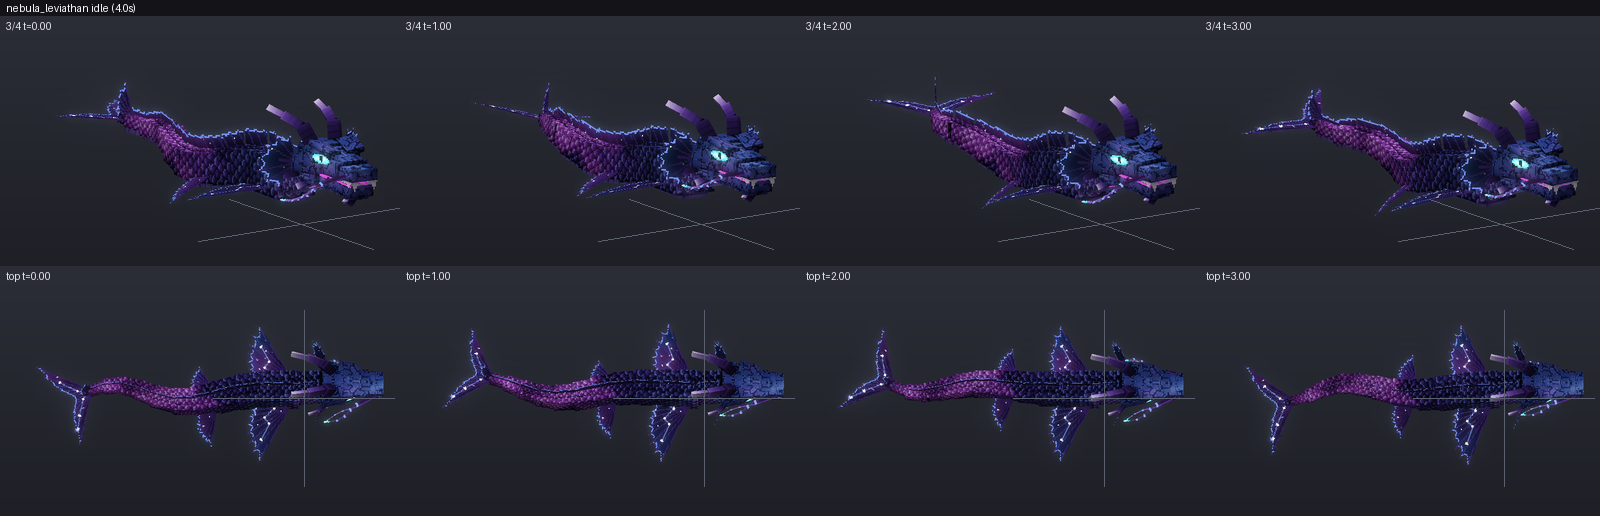 nebula_leviathan idle (4.0s)
3/4 t=0.00
3/4 t=1.00
3/4 t=2.00
3/4 t=3.00
top t=0.00
top t=1.00
top t=2.00
top t=3.00